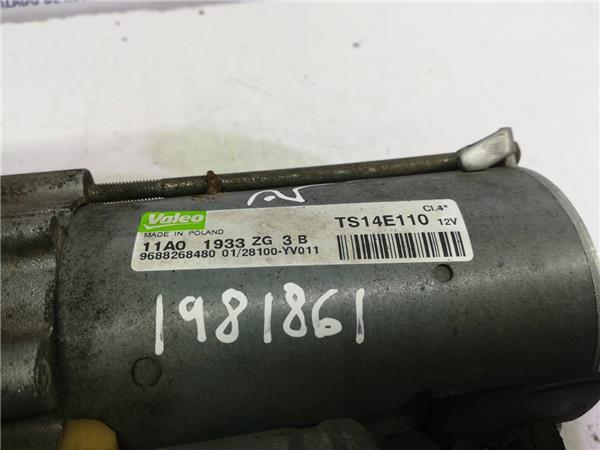 Valeo
MADE IN POLAND
TS14E110 12V
Cl.4*
11A0 1933 ZG 3 B
9688268480 01/28100-YV011
1981861